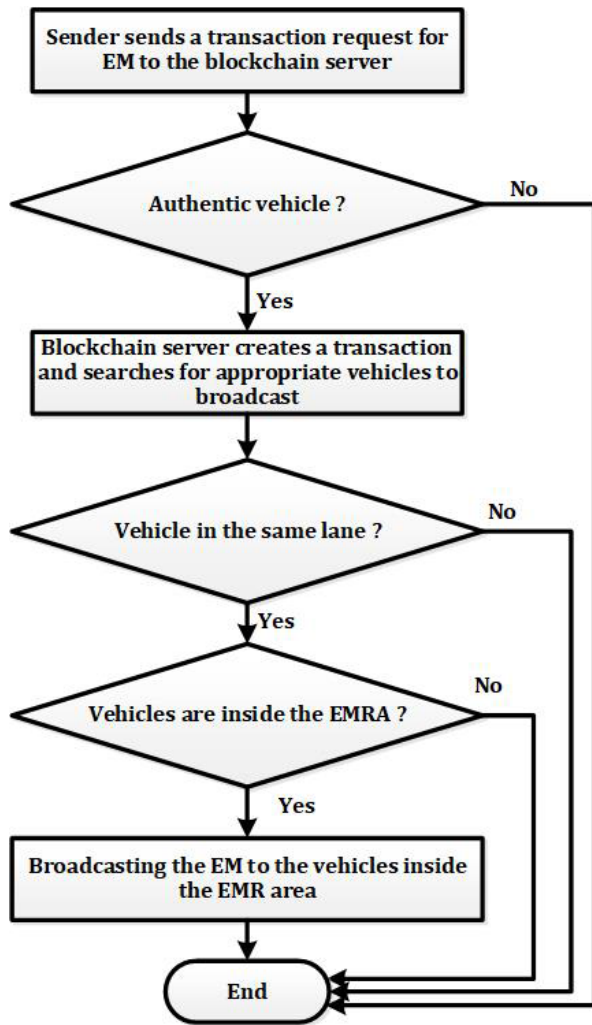 Sender sends a transaction request for
EM to the blockchain server
Authentic vehicle ?
No
Yes
Blockchain server creates a transaction
and searches for appropriate vehicles to
broadcast
Vehicle in the same lane ?
No
Yes
Vehicles are inside the EMRA ?
No
Yes
Broadcasting the EM to the vehicles inside
the EMR area
End